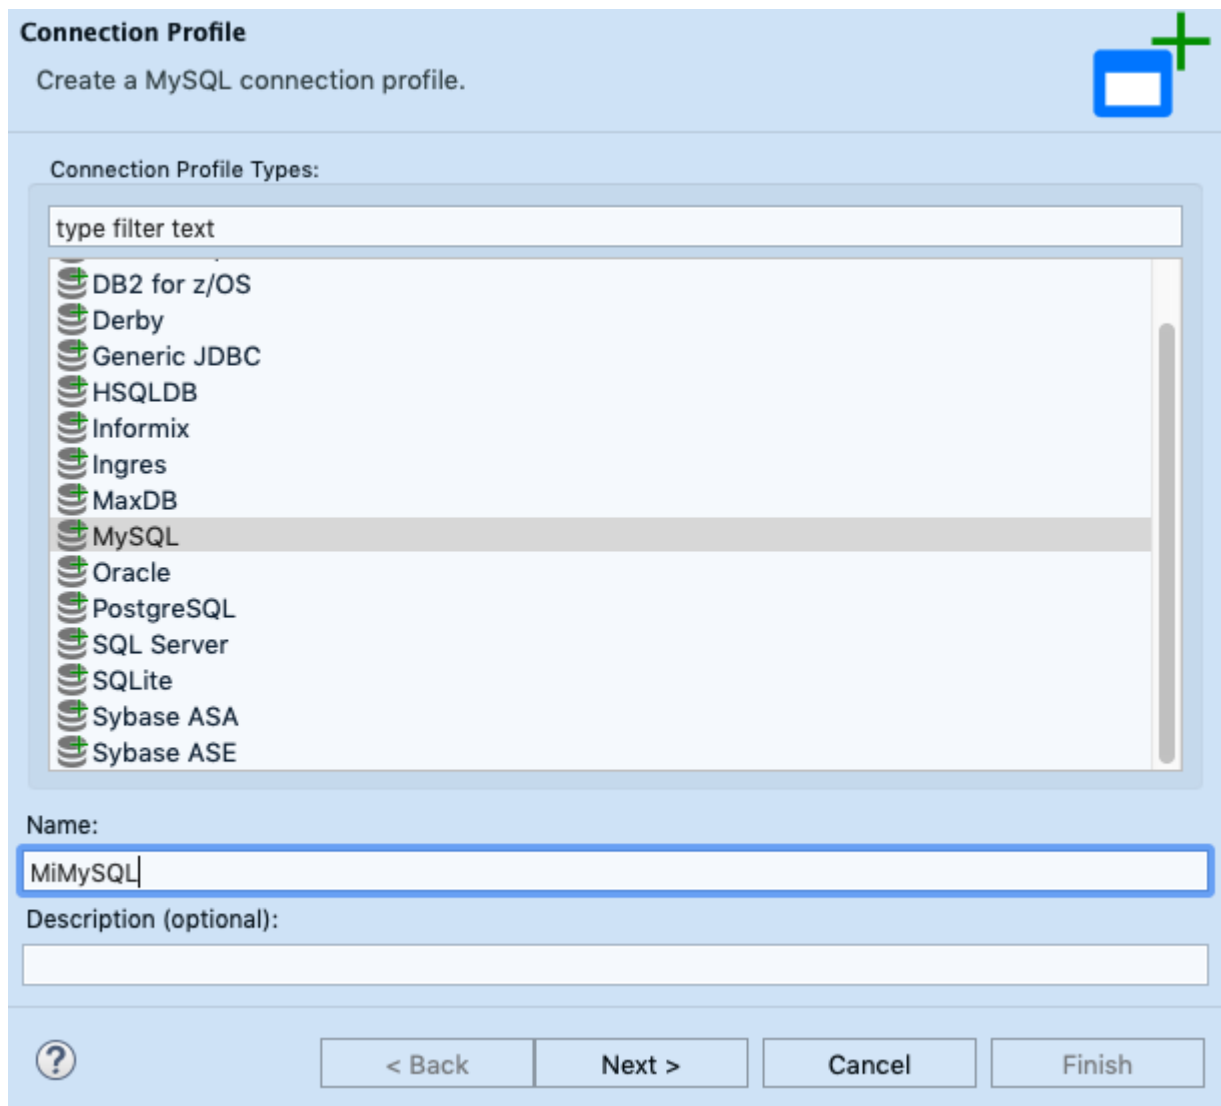 Connection Profile
Create a MySQL connection profile.
Connection Profile Types:
type filter text
DB2 for z/OS
Derby
Generic JDBC
HSQLDB
Informix
Ingres
MaxDB
MySQL
Oracle
PostgreSQL
SQL Server
SQLite
Sybase ASA
Sybase ASE
Name:
MiMySQL
Description (optional):
? < Back Next > Cancel Finish